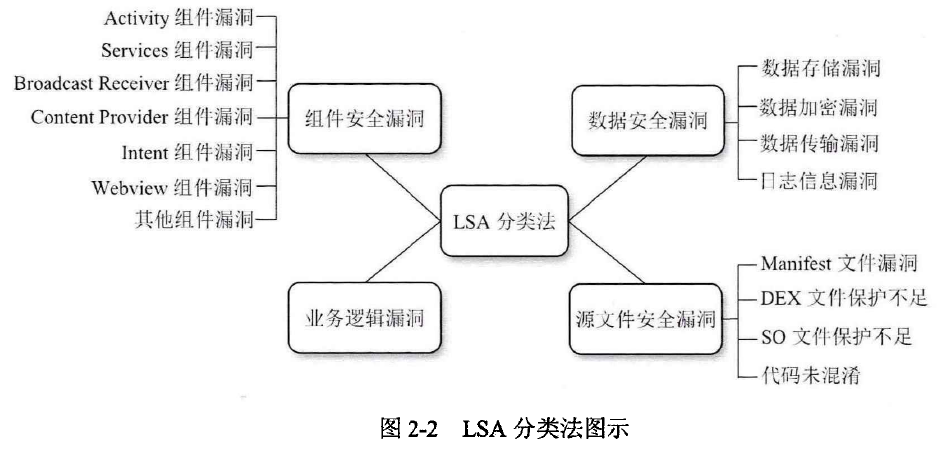 Activity 组件漏洞
Services 组件漏洞
Broadcast Receiver 组件漏洞
Content Provider 组件漏洞
Intent 组件漏洞
Webview 组件漏洞
其他组件漏洞
组件安全漏洞
数据安全漏洞
数据存储漏洞
数据加密漏洞
数据传输漏洞
日志信息漏洞
LSA 分类法
业务逻辑漏洞
源文件安全漏洞
Manifest 文件漏洞
DEX 文件保护不足
SO 文件保护不足
代码未混淆
图 2-2 LSA 分类法图示